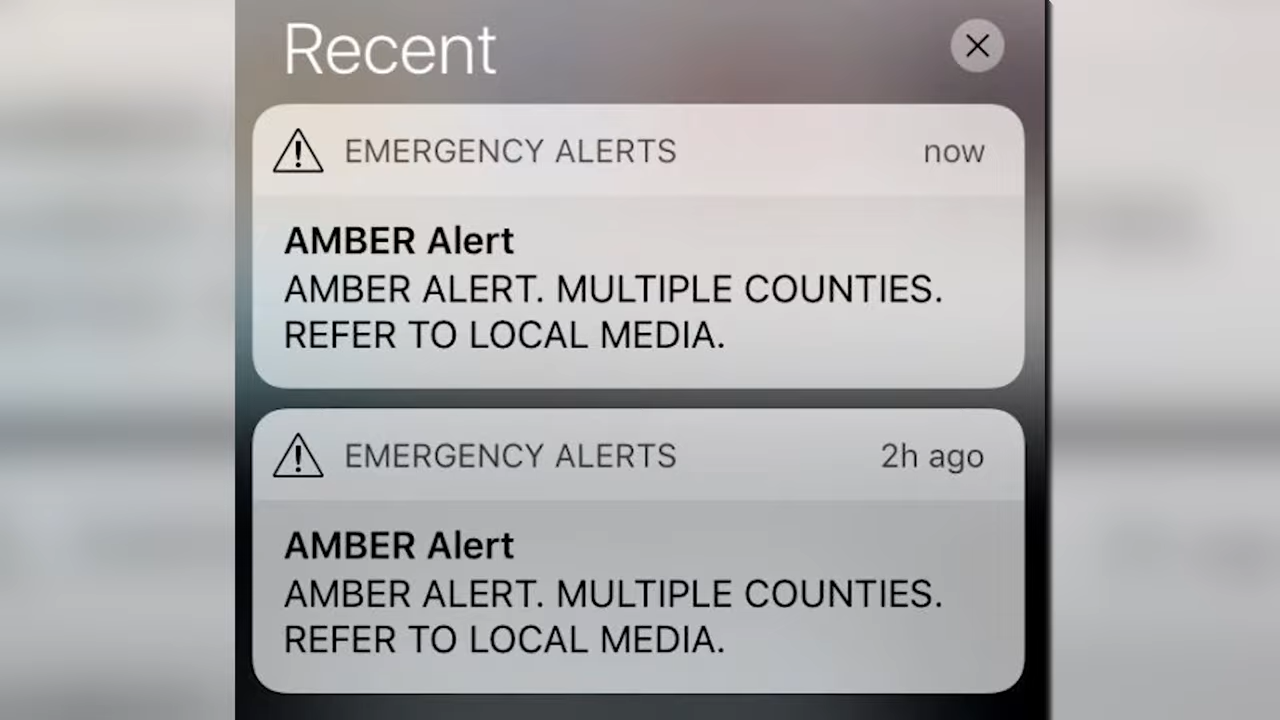 Recent
EMERGENCY ALERTS now
AMBER Alert
AMBER ALERT. MULTIPLE COUNTIES.
REFER TO LOCAL MEDIA.
EMERGENCY ALERTS 2h ago
AMBER Alert
AMBER ALERT. MULTIPLE COUNTIES.
REFER TO LOCAL MEDIA.